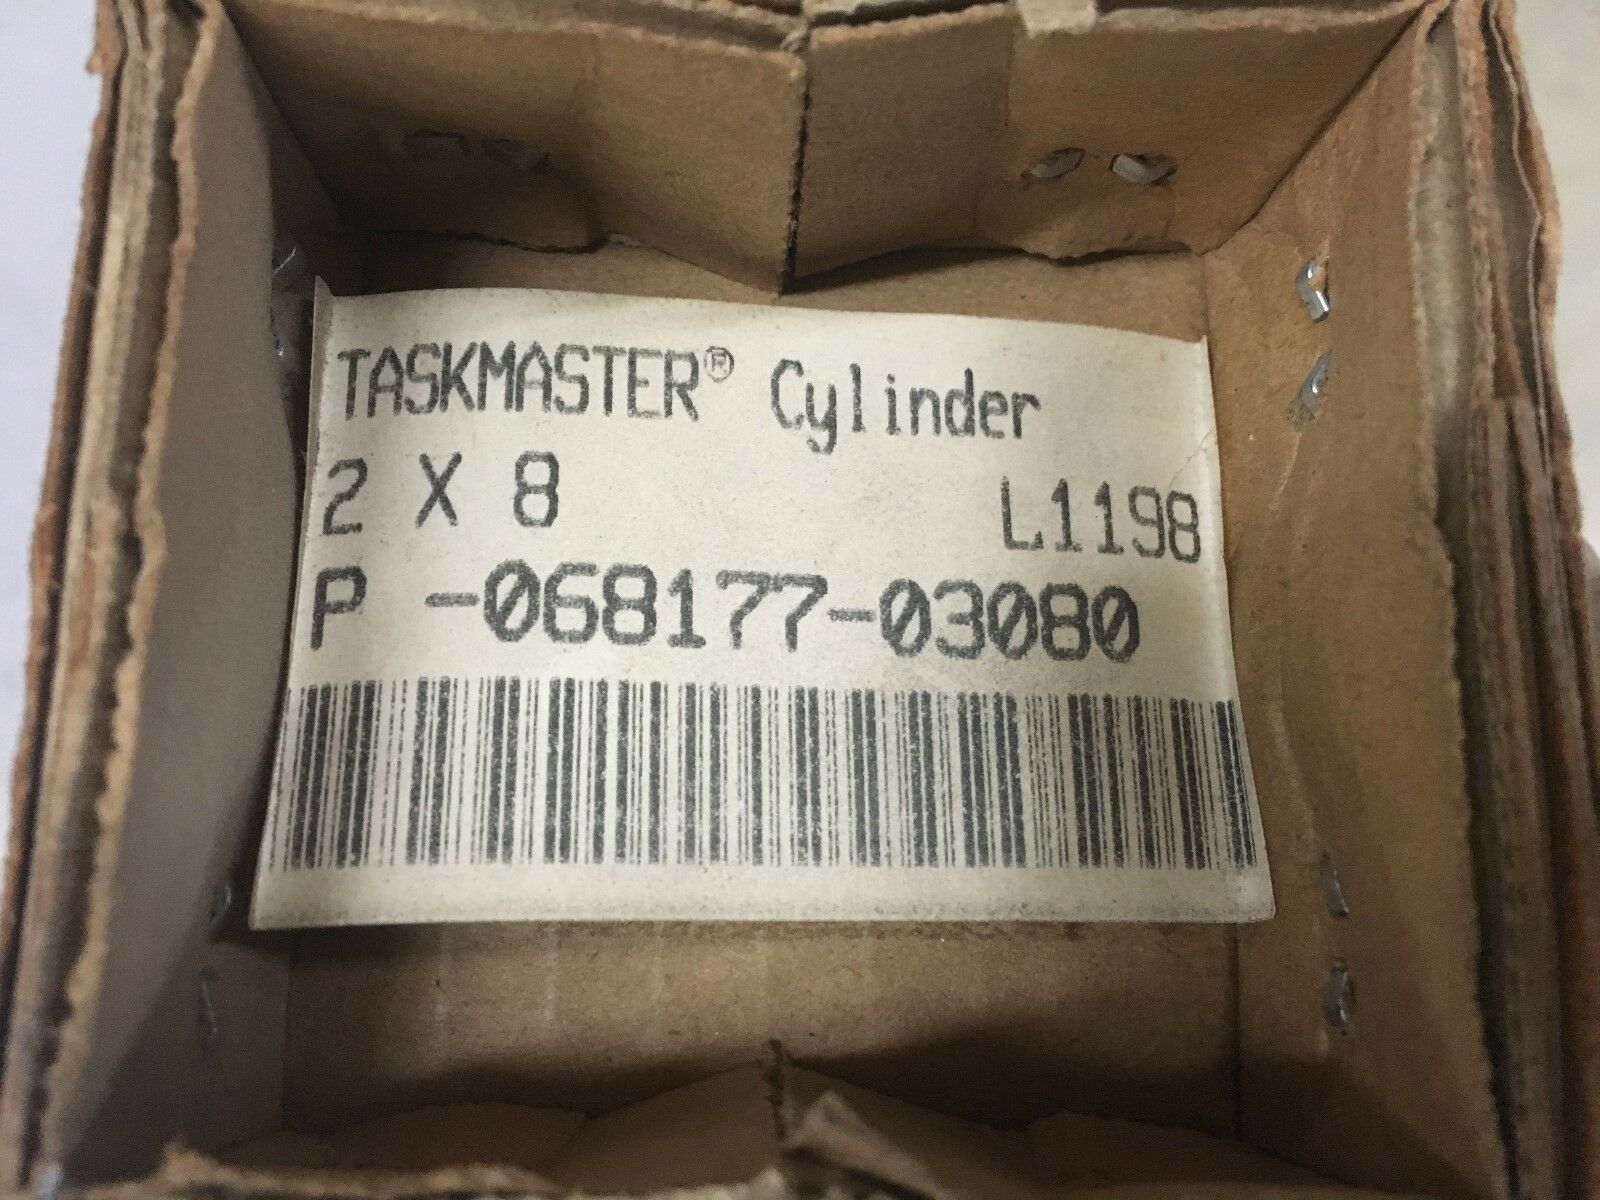 TASKMASTER® Cylinder
2 X 8 L1198
P -068177-03080